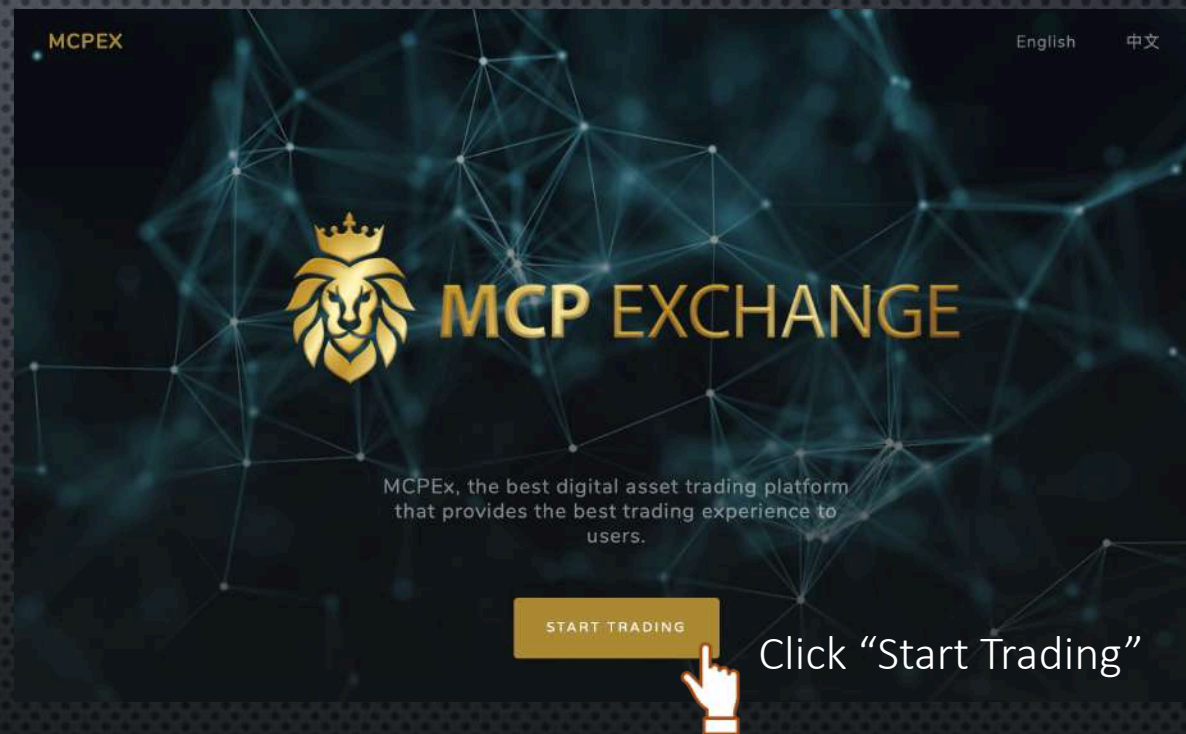 MCPEX
English 中文
MCP EXCHANGE
MCPEx, the best digital asset trading platform
that provides the best trading experience to
users.
START TRADING
Click “Start Trading”